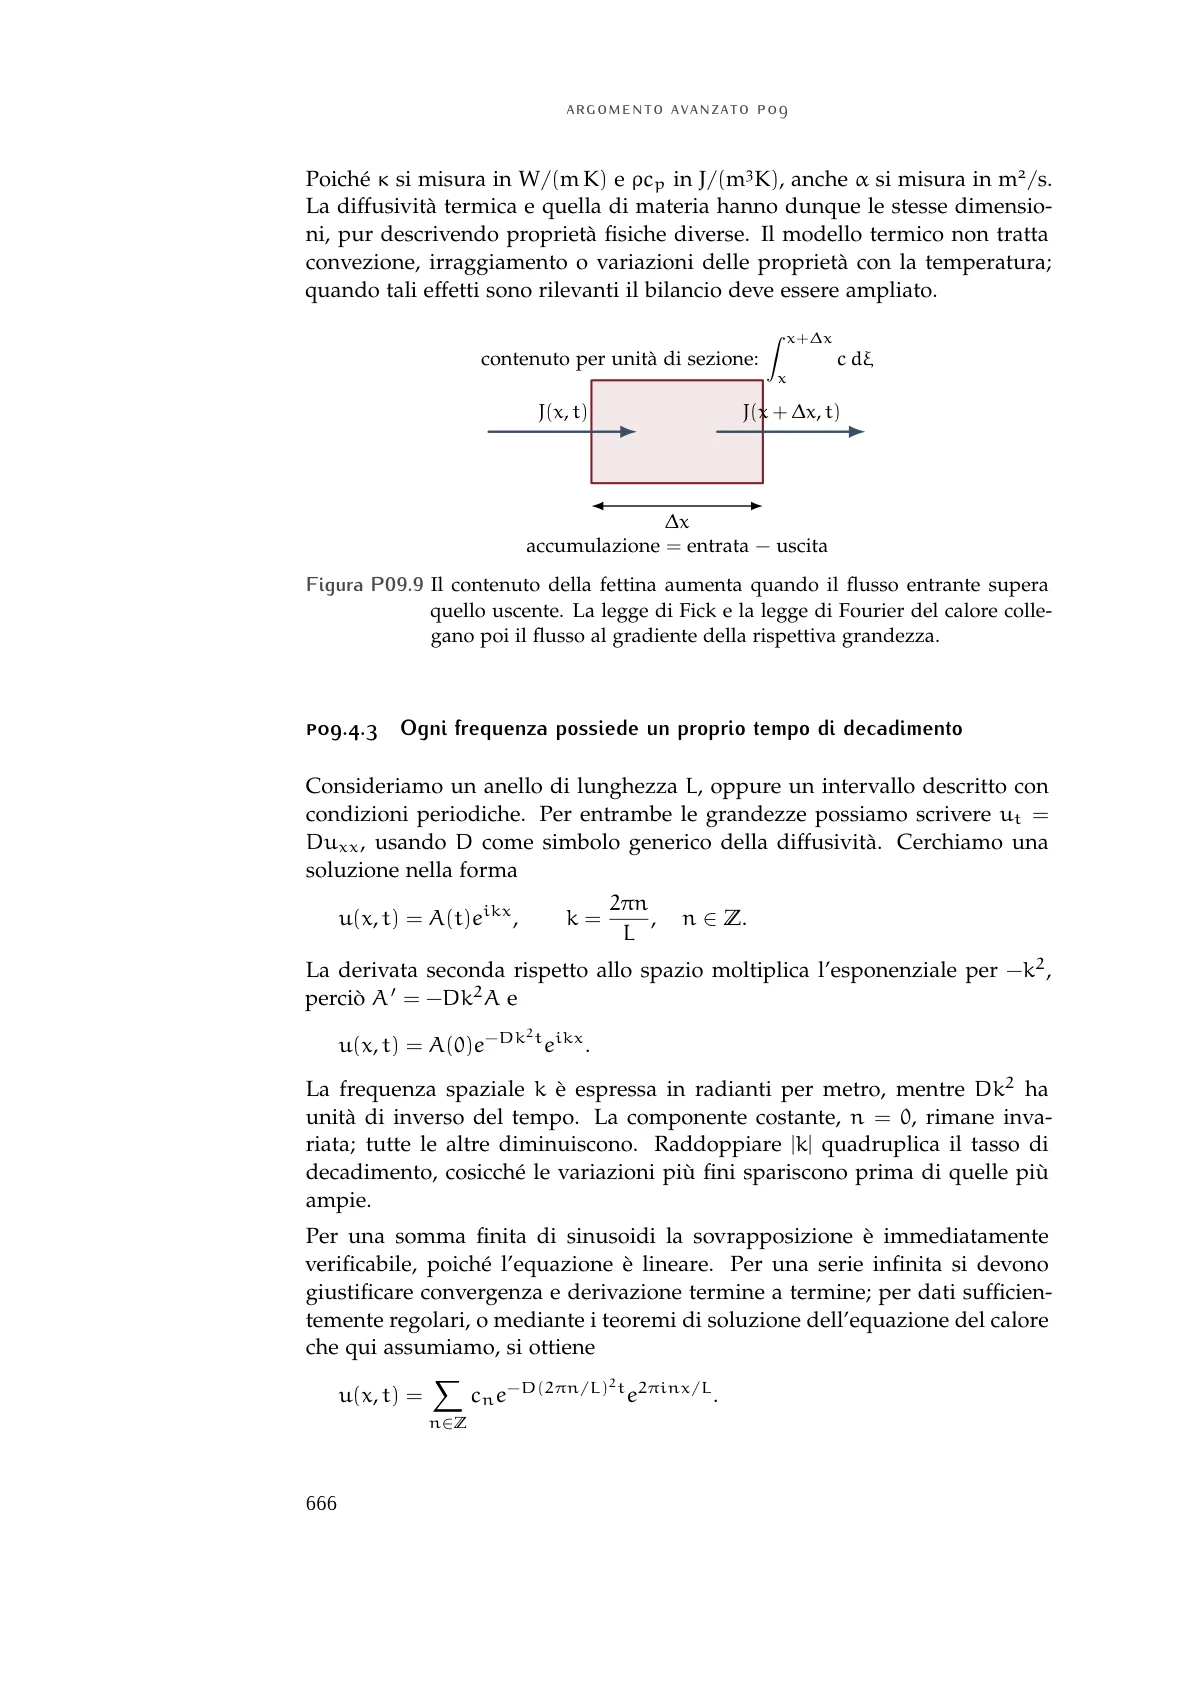 ARGOMENTO AVANZATO P09
Poiché κ si misura in W/(m K) e ρcₚ in J/(m³K), anche α si misura in m²/s.
La diffusività termica e quella di materia hanno dunque le stesse dimensio-
ni, pur descrivendo proprietà fisiche diverse. Il modello termico non tratta
convezione, irraggiamento o variazioni delle proprietà con la temperatura;
quando tali effetti sono rilevanti il bilancio deve essere ampliato.
contenuto per unità di sezione: ∫ₓ^{x+Δx} c dξ
J(x, t)
J(x + Δx, t)
Δx
accumulazione = entrata − uscita
Figura P09.9 Il contenuto della fettina aumenta quando il flusso entrante supera
quello uscente. La legge di Fick e la legge di Fourier del calore colle-
gano poi il flusso al gradiente della rispettiva grandezza.
P09.4.3 Ogni frequenza possiede un proprio tempo di decadimento
Consideriamo un anello di lunghezza L, oppure un intervallo descritto con
condizioni periodiche. Per entrambe le grandezze possiamo scrivere u_t =
Du_{xx}, usando D come simbolo generico della diffusività. Cerchiamo una
soluzione nella forma
u(x, t) = A(t)e^{ikx}, k = 2πn/L, n ∈ ℤ.
La derivata seconda rispetto allo spazio moltiplica l'esponenziale per −k²,
perciò A′ = −Dk²A e
u(x, t) = A(0)e^{−Dk²t}e^{ikx}.
La frequenza spaziale k è espressa in radianti per metro, mentre Dk² ha
unità di inverso del tempo. La componente costante, n = 0, rimane inva-
riata; tutte le altre diminuiscono. Raddoppiare |k| quadruplica il tasso di
decadimento, cosicché le variazioni più fini spariscono prima di quelle più
ampie.
Per una somma finita di sinusoidi la sovrapposizione è immediatamente
verificabile, poiché l'equazione è lineare. Per una serie infinita si devono
giustificare convergenza e derivazione termine a termine; per dati sufficien-
temente regolari, o mediante i teoremi di soluzione dell'equazione del calore
che qui assumiamo, si ottiene
u(x, t) = ∑_{n∈ℤ} c_n e^{−D(2πn/L)²t}e^{2πinx/L}.
666